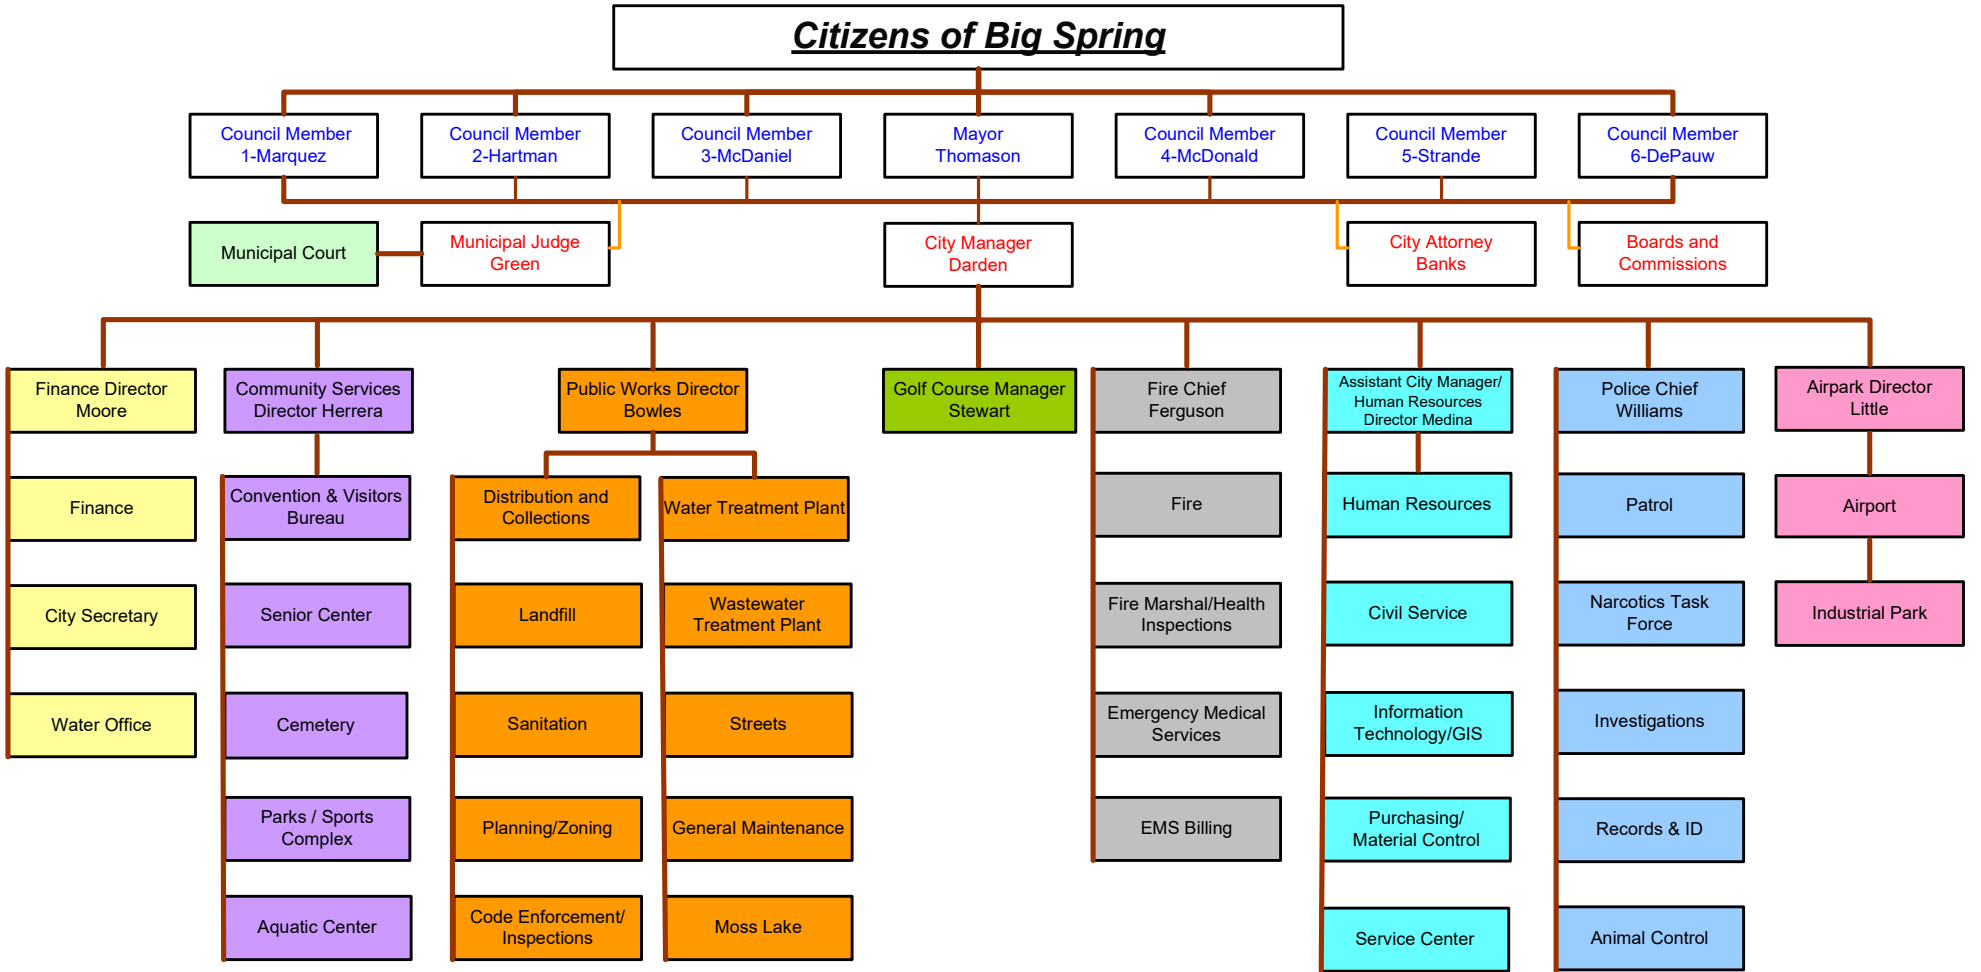 Citizens of Big Spring
Council Member
1-Marquez
Council Member
2-Hartman
Council Member
3-McDaniel
Mayor
Thomason
Council Member
4-McDonald
Council Member
5-Strande
Council Member
6-DePauw
Municipal Court
Municipal Judge
Green
City Manager
Darden
City Attorney
Banks
Boards and
Commissions
Finance Director
Moore
Finance
City Secretary
Water Office
Community Services
Director Herrera
Convention & Visitors
Bureau
Senior Center
Cemetery
Parks / Sports
Complex
Aquatic Center
Public Works Director
Bowles
Distribution and
Collections
Landfill
Sanitation
Planning/Zoning
Code Enforcement/
Inspections
Water Treatment Plant
Wastewater
Treatment Plant
Streets
General Maintenance
Moss Lake
Golf Course Manager
Stewart
Fire Chief
Ferguson
Fire
Fire Marshal/Health
Inspections
Emergency Medical
Services
EMS Billing
Assistant City Manager/
Human Resources
Director Medina
Human Resources
Civil Service
Information
Technology/GIS
Purchasing/
Material Control
Service Center
Police Chief
Williams
Patrol
Narcotics Task
Force
Investigations
Records & ID
Animal Control
Airpark Director
Little
Airport
Industrial Park